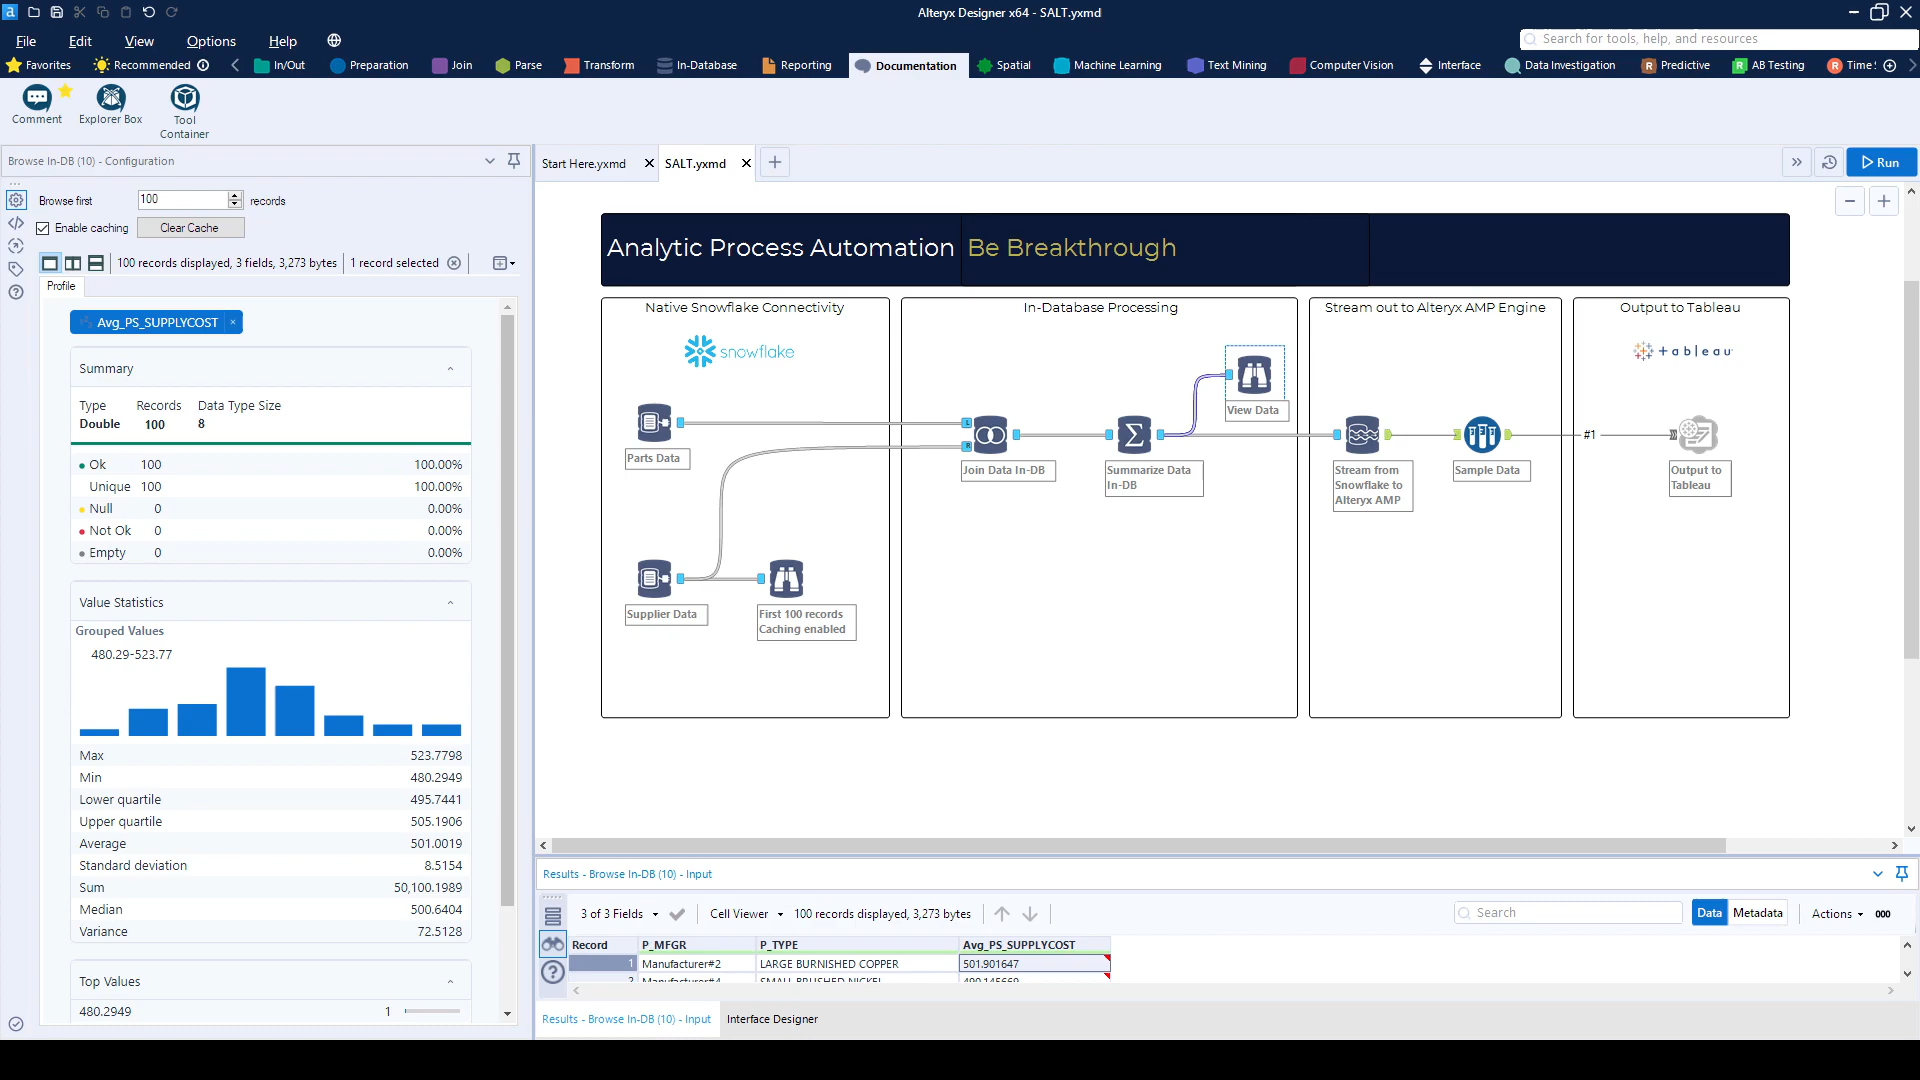 Alteryx Designer x64 - SALT.yxmd
File Edit View Options Help
Search for tools, help, and resources
Favorites Recommended In/Out Preparation Join Parse Transform In-Database Reporting Documentation Spatial Machine Learning Text Mining Computer Vision Interface Data Investigation Predictive AB Testing Time
Comment
Explorer Box
Tool
Container
Browse In-DB (10) - Configuration
Start Here.yxmd
SALT.yxmd
Run
Browse first 100 records
Enable caching Clear Cache
100 records displayed, 3 fields, 3,273 bytes 1 record selected
Profile
Avg_PS_SUPPLYCOST
Summary
Type Records Data Type Size
Double 100 8
Ok 100 100.00%
Unique 100 100.00%
Null 0 0.00%
Not Ok 0 0.00%
Empty 0 0.00%
Value Statistics
Grouped Values
480.29-523.77
Max 523.7798
Min 480.2949
Lower quartile 495.7441
Upper quartile 505.1906
Average 501.0019
Standard deviation 8.5154
Sum 50,100.1989
Median 500.6404
Variance 72.5128
Top Values
480.2949 1
Analytic Process Automation Be Breakthrough
Native Snowflake Connectivity
snowflake
Parts Data
Supplier Data
First 100 records
Caching enabled
In-Database Processing
L
R
Join Data In-DB
Summarize Data
In-DB
View Data
Stream out to Alteryx AMP Engine
Stream from
Snowflake to
Alteryx AMP
Sample Data
#1
Output to Tableau
+ a b l e a u
Output to
Tableau
Results - Browse In-DB (10) - Input
3 of 3 Fields Cell Viewer 100 records displayed, 3,273 bytes Search Data Metadata Actions 000
Record P_MFGR P_TYPE Avg_PS_SUPPLYCOST
1 Manufacturer#2 LARGE BURNISHED COPPER 501.901647
2 Manufacturer#4 SMALL BRUSHED NICKEL 490.145669
Results - Browse In-DB (10) - Input Interface Designer